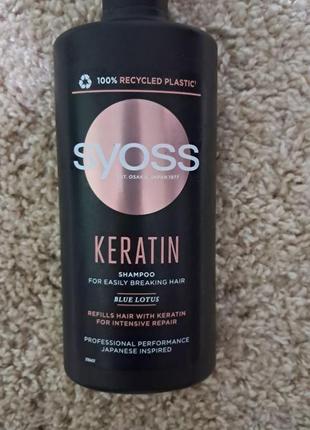 100% RECYCLED PLASTIC¹
syoss
EST. OSAKA, JAPAN 1977
KERATIN
SHAMPOO
FOR EASILY BREAKING HAIR
BLUE LOTUS
REFILLS HAIR WITH KERATIN
FOR INTENSIVE REPAIR
PROFESSIONAL PERFORMANCE
JAPANESE INSPIRED